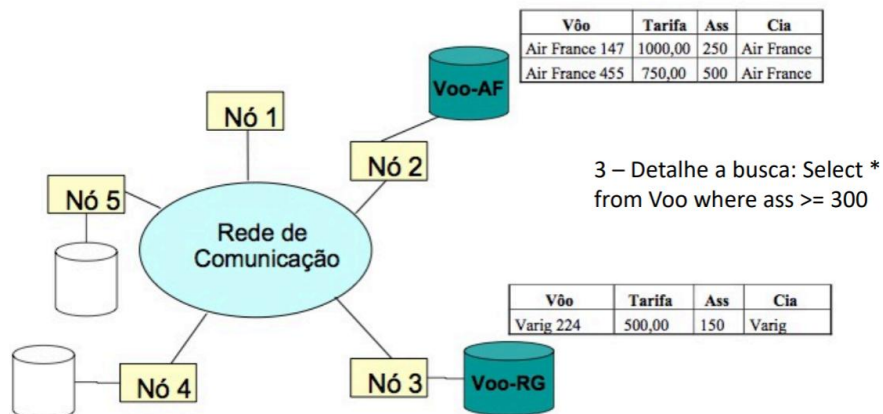 Vôo Tarifa Ass Cia
Air France 147 1000,00 250 Air France
Air France 455 750,00 500 Air France
Voo-AF
Nó 1
Nó 2
3 – Detalhe a busca: Select *
from Voo where ass >= 300
Nó 5
Rede de
Comunicação
Vôo Tarifa Ass Cia
Varig 224 500,00 150 Varig
Nó 4
Nó 3
Voo-RG